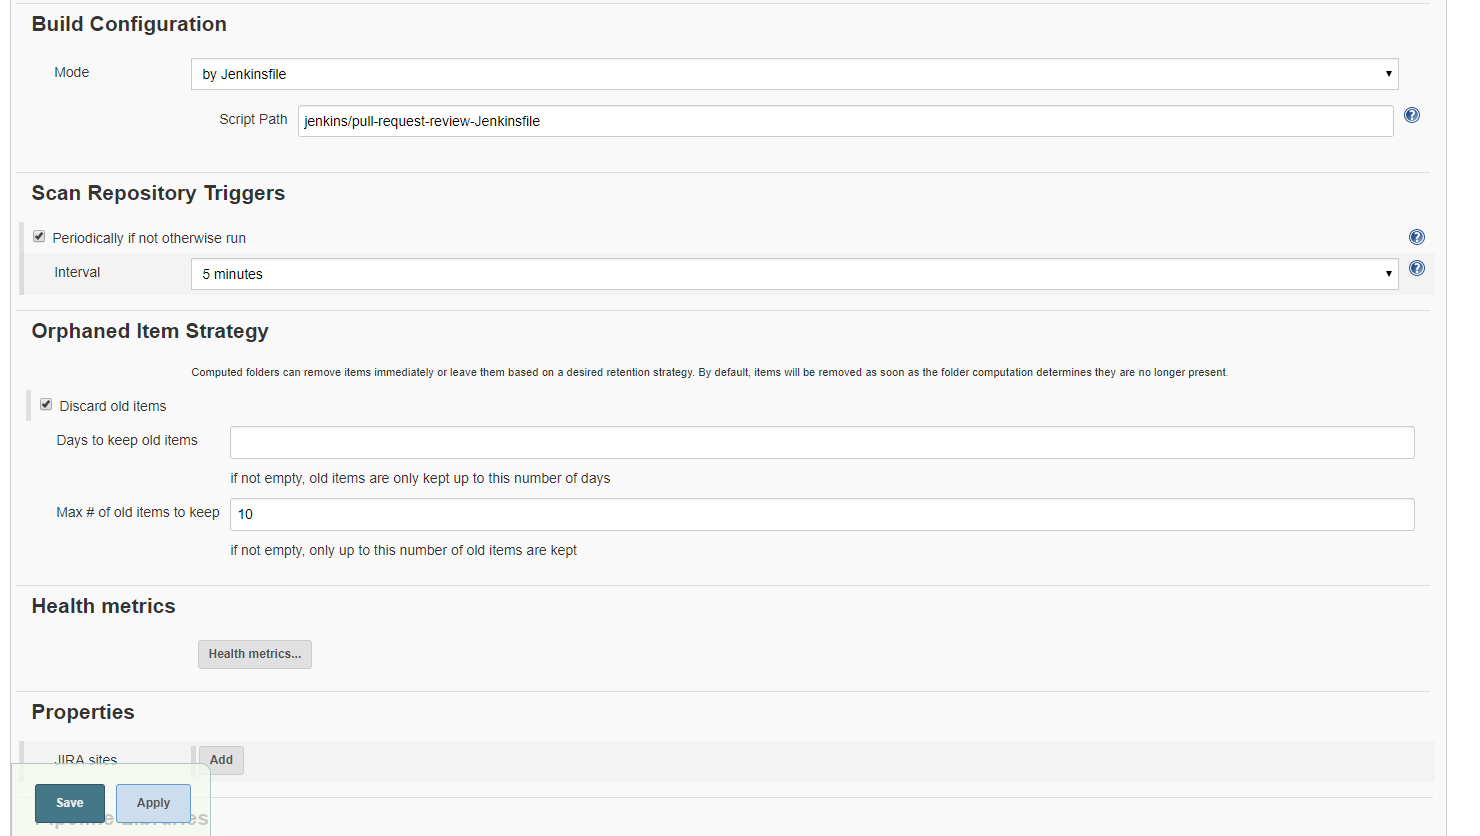 Build Configuration
Mode
by Jenkinsfile
Script Path
jenkins/pull-request-review-Jenkinsfile
Scan Repository Triggers
Periodically if not otherwise run
Interval
5 minutes
Orphaned Item Strategy
Computed folders can remove items immediately or leave them based on a desired retention strategy. By default, items will be removed as soon as the folder computation determines they are no longer present.
Discard old items
Days to keep old items
if not empty, old items are only kept up to this number of days
Max # of old items to keep
10
if not empty, only up to this number of old items are kept
Health metrics
Health metrics...
Properties
JIRA sites
Add
Save
Apply
Pipeline Libraries